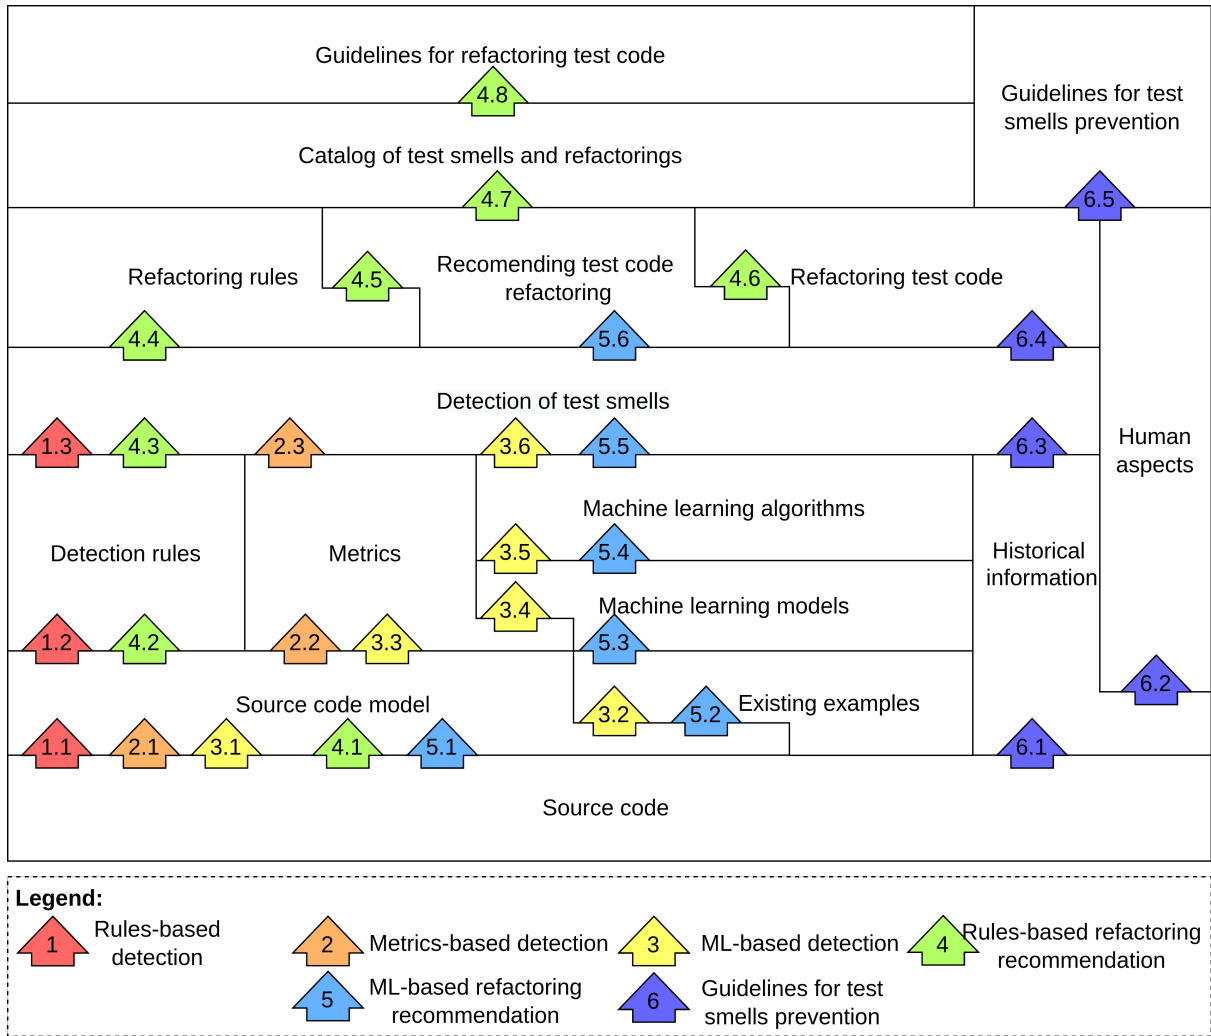 Guidelines for refactoring test code
4.8
Guidelines for test
smells prevention
Catalog of test smells and refactorings
4.7
6.5
Refactoring rules
4.5
Recomending test code
refactoring
4.6
Refactoring test code
4.4
5.6
6.4
Detection of test smells
1.3
4.3
2.3
3.6
5.5
6.3
Human
aspects
Detection rules
Metrics
Machine learning algorithms
3.5
5.4
Historical
information
3.4
Machine learning models
1.2
4.2
2.2
3.3
5.3
6.2
Source code model
3.2
5.2
Existing examples
1.1
2.1
3.1
4.1
5.1
6.1
Source code
Legend:
1
Rules-based
detection
2
Metrics-based detection
3
ML-based detection
4
Rules-based refactoring
recommendation
5
ML-based refactoring
recommendation
6
Guidelines for test
smells prevention